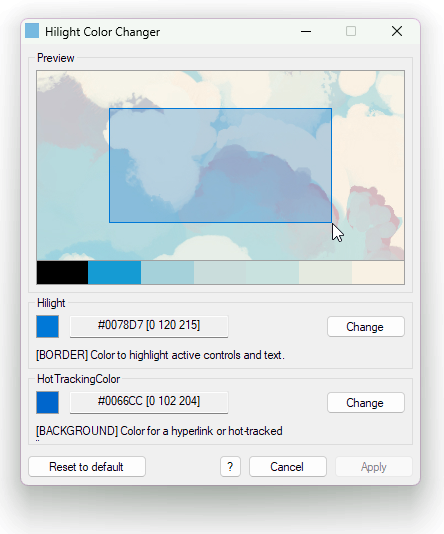 Hilight Color Changer
Preview
Hilight
#0078D7 [0 120 215]
Change
[BORDER] Color to highlight active controls and text.
HotTrackingColor
#0066CC [0 102 204]
Change
[BACKGROUND] Color for a hyperlink or hot-tracked
Reset to default
?
Cancel
Apply